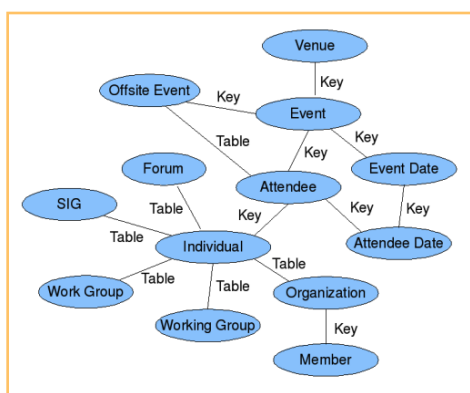 Venue
Offsite Event
Key
Key
Event
Table
Key
Key
Forum
Event Date
Attendee
SIG
Table
Key
Key
Key
Table
Individual
Attendee Date
Table
Table
Work Group
Table
Organization
Working Group
Key
Member